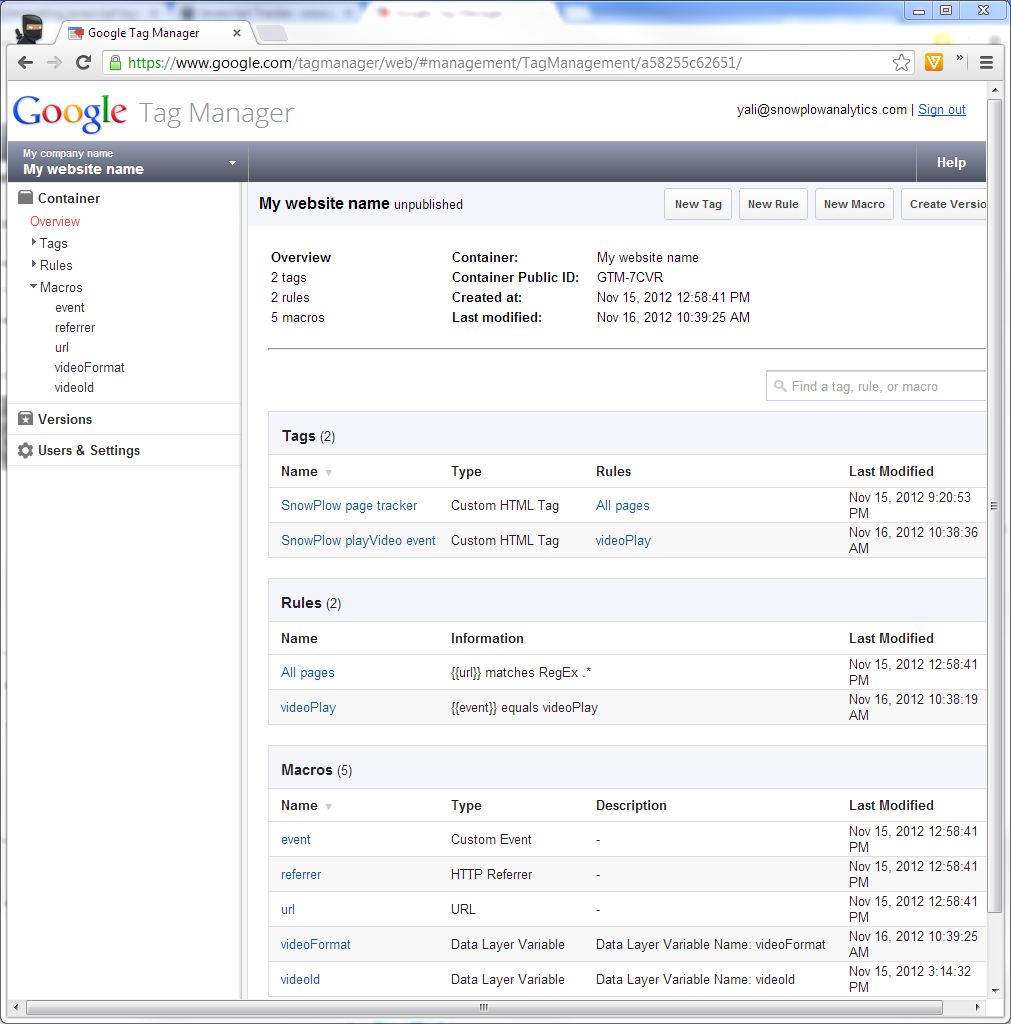 Google Tag Manager
https://www.google.com/tagmanager/web/#management/TagManagement/a58255c62651/
Google Tag Manager
yali@snowplowanalytics.com | Sign out
My company name
My website name
Help
Container
Overview
Tags
Rules
Macros
event
referrer
url
videoFormat
videoId
Versions
Users & Settings
My website name unpublished
New Tag New Rule New Macro Create Versio
Overview Container: My website name
2 tags Container Public ID: GTM-7CVR
2 rules Created at: Nov 15, 2012 12:58:41 PM
5 macros Last modified: Nov 16, 2012 10:39:25 AM
Find a tag, rule, or macro
Tags (2)
Name Type Rules Last Modified
SnowPlow page tracker Custom HTML Tag All pages Nov 15, 2012 9:20:53 PM
SnowPlow playVideo event Custom HTML Tag videoPlay Nov 16, 2012 10:38:36 AM
Rules (2)
Name Information Last Modified
All pages {{url}} matches RegEx .* Nov 15, 2012 12:58:41 PM
videoPlay {{event}} equals videoPlay Nov 16, 2012 10:38:19 AM
Macros (5)
Name Type Description Last Modified
event Custom Event - Nov 15, 2012 12:58:41 PM
referrer HTTP Referrer - Nov 15, 2012 12:58:41 PM
url URL - Nov 15, 2012 12:58:41 PM
videoFormat Data Layer Variable Data Layer Variable Name: videoFormat Nov 16, 2012 10:39:25 AM
videoId Data Layer Variable Data Layer Variable Name: videoId Nov 15, 2012 3:14:32 PM